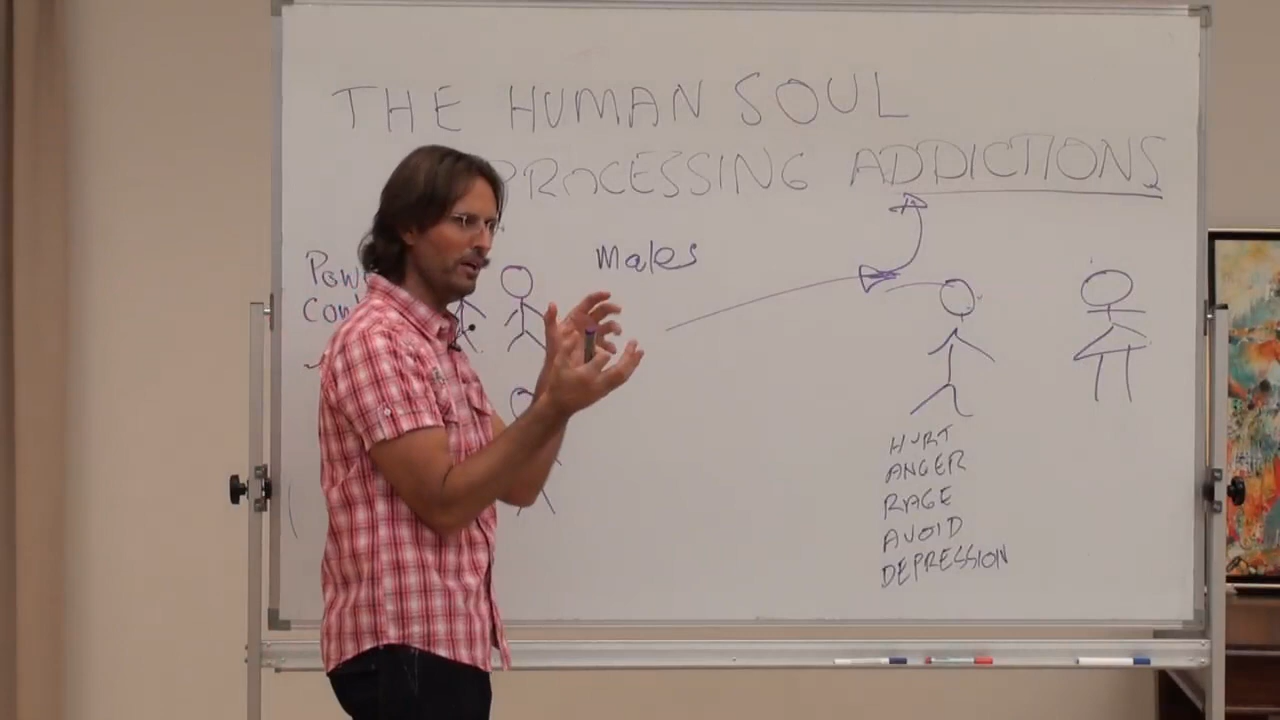 THE HUMAN SOUL
PROCESSING ADDICTIONS
Males
HURT
ANGER
RAGE
AVOID
DEPRESSION